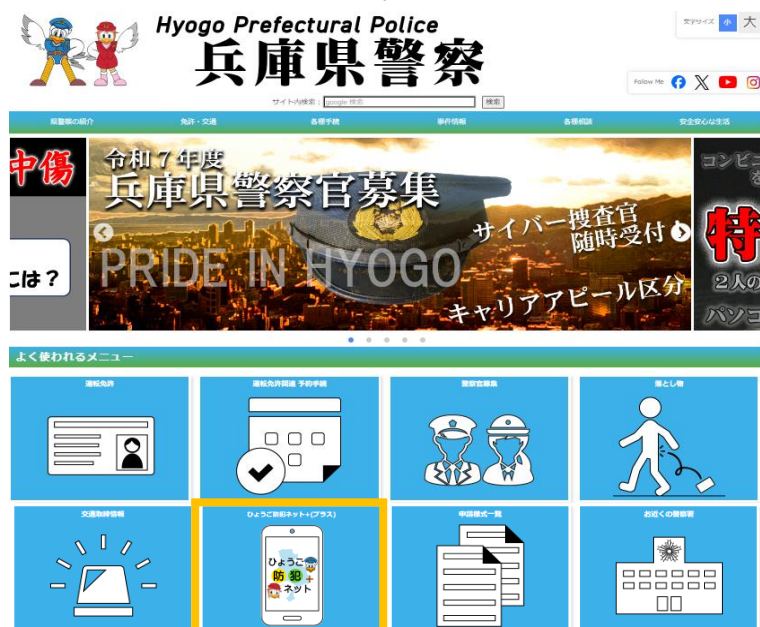 Hyogo Prefectural Police
兵庫県警察
文字サイズ 小 大
Follow Me
サイト内検索： google 検索 検索
県警察の紹介 免許・交通 各種手続 事件情報 各種相談 安全安心な生活
中傷
には？
令和７年度
兵庫県警察官募集
PRIDE IN HYOGO
サイバー捜査官
随時受付
キャリアアピール区分
コンビニ
を
特
２人の
パソコ
よく使われるメニュー
運転免許 運転免許関連 予約手続 警察官募集 落とし物
交通取締情報 ひょうご防犯ネット+(プラス) 申請様式一覧 お近くの警察署
ひょうご
防犯+
ネット